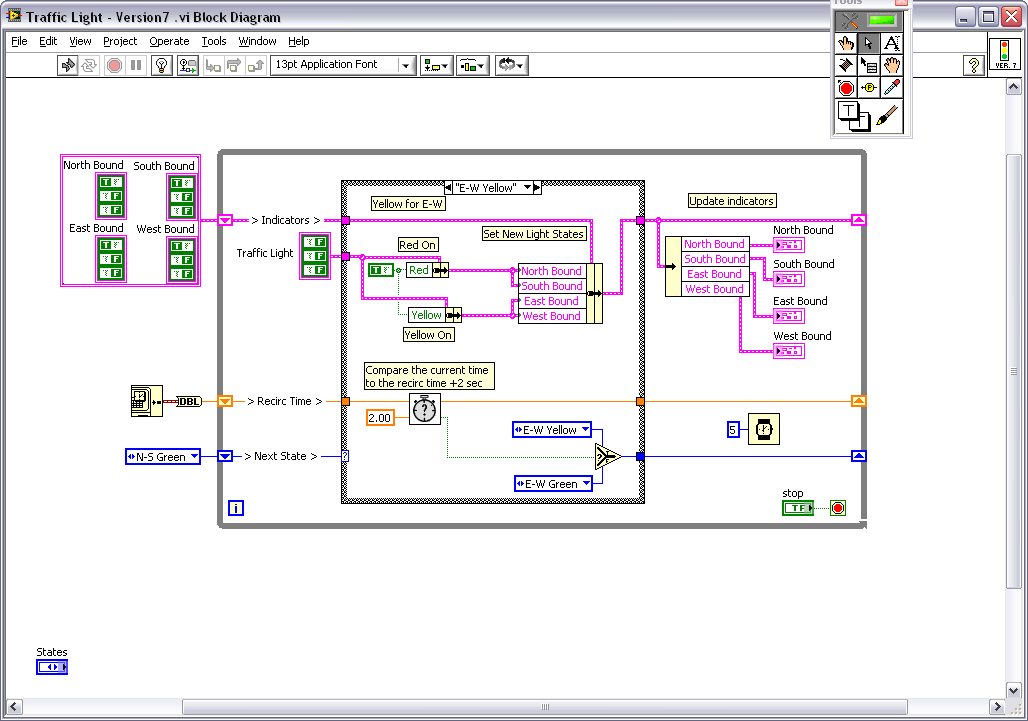 Traffic Light - Version7 .vi Block Diagram
Tools
File Edit View Project Operate Tools Window Help
13pt Application Font
?
VER. 7
A
P
T
F
North Bound South Bound
T F
F
F
T F
F
F
East Bound West Bound
T F
F
F
T F
F
F
"E-W Yellow"
Yellow for E-W
Update indicators
> Indicators >
Set New Light States
North Bound
Traffic Light
F
F
F
Red On
North Bound
South Bound
East Bound
West Bound
South Bound
T F
Red
North Bound
South Bound
East Bound
West Bound
East Bound
Yellow
Yellow On
West Bound
Compare the current time
to the recirc time +2 sec
DBL
> Recirc Time >
2.00
?
E-W Yellow
5
N-S Green
> Next State >
?
E-W Green
i
stop
TF
States